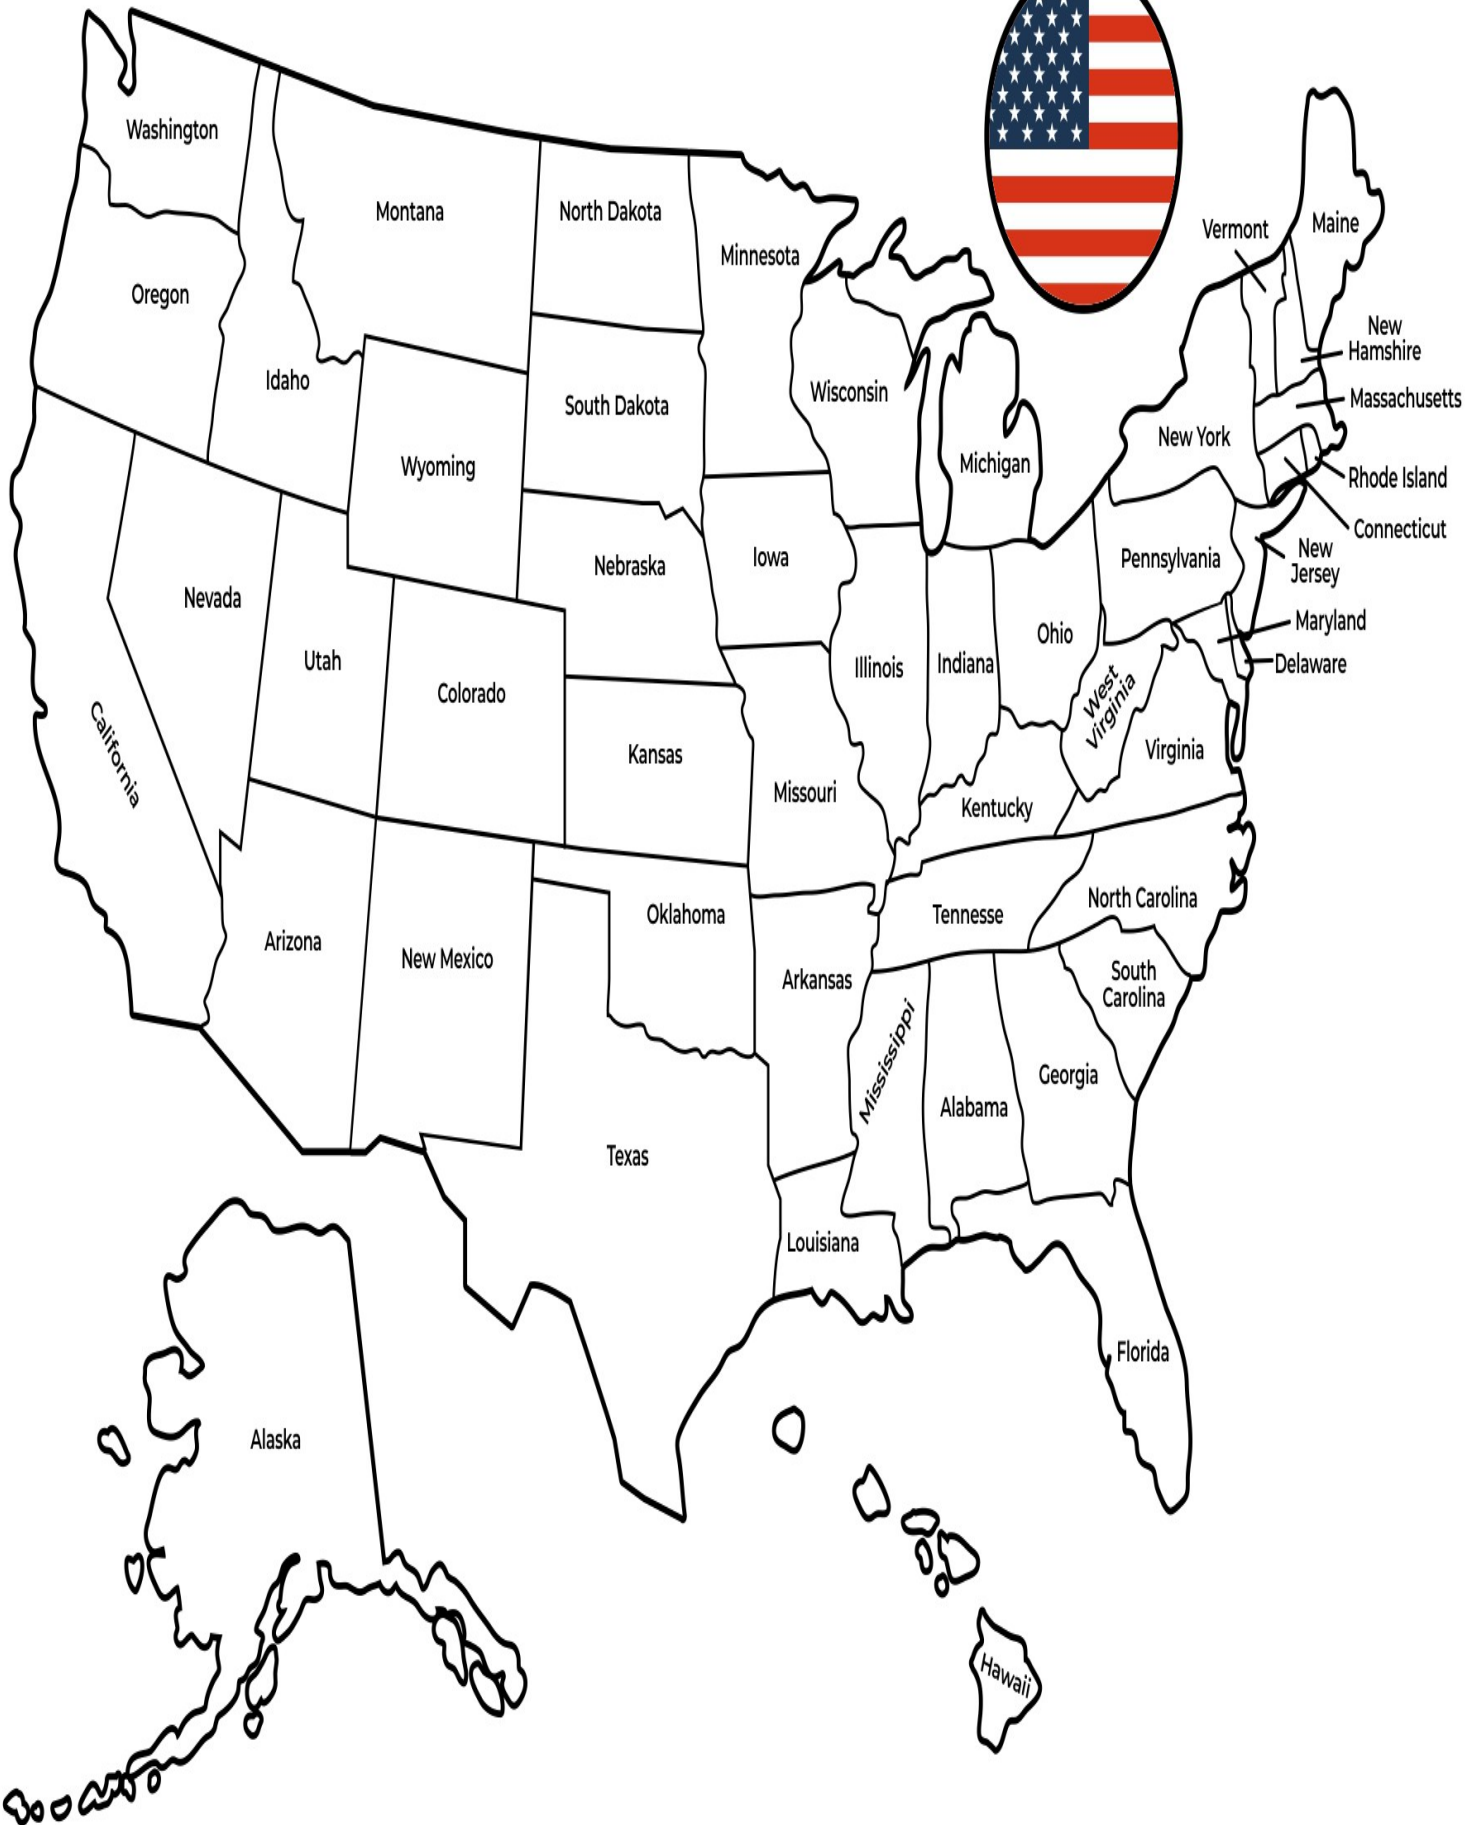 Washington
Montana
North Dakota
Minnesota
Vermont
Maine
Oregon
Idaho
Wyoming
South Dakota
Wisconsin
Michigan
New York
New
Hamshire
Massachusetts
Rhode Island
Connecticut
New
Jersey
Maryland
Delaware
Pennsylvania
Nebraska
Iowa
Nevada
Utah
Colorado
California
Kansas
Missouri
Illinois
Indiana
Ohio
West
Virginia
Virginia
Kentucky
Arizona
New Mexico
Oklahoma
Arkansas
Tennesse
North Carolina
South
Carolina
Mississippi
Alabama
Georgia
Texas
Louisiana
Florida
Alaska
Hawaii